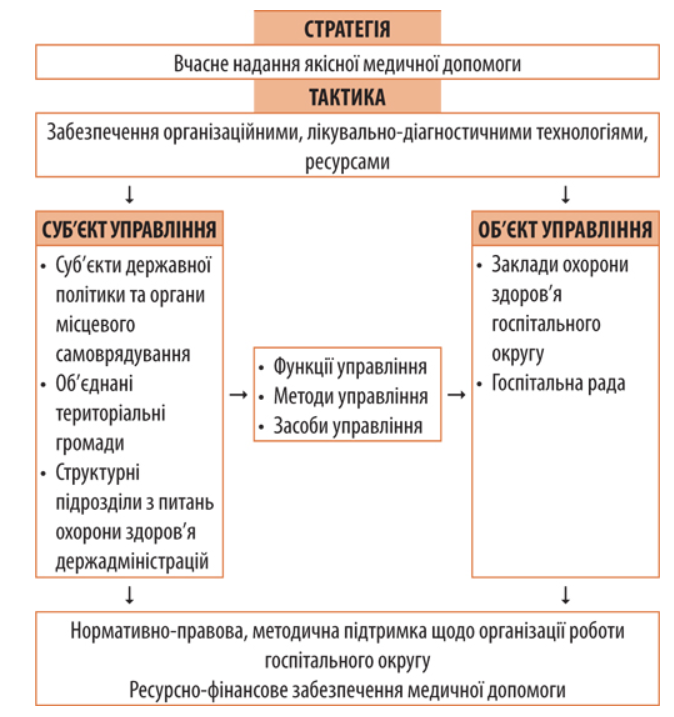 СТРАТЕГІЯ
Вчасне надання якісної медичної допомоги
ТАКТИКА
Забезпечення організаційними, лікувально-діагностичними технологіями,
ресурсами
↓ ↓
СУБ’ЄКТ УПРАВЛІННЯ
• Суб’єкти державної
політики та органи
місцевого
самоврядування
• Об’єднані
територіальні
громади
• Структурні
підрозділи з питань
охорони здоров’я
держадміністрацій
→
• Функції управління
• Методи управління
• Засоби управління
→
ОБ’ЄКТ УПРАВЛІННЯ
• Заклади охорони
здоров’я
госпітального
округу
• Госпітальна рада
↓ ↓
Нормативно-правова, методична підтримка щодо організації роботи
госпітального округу
Ресурсно-фінансове забезпечення медичної допомоги